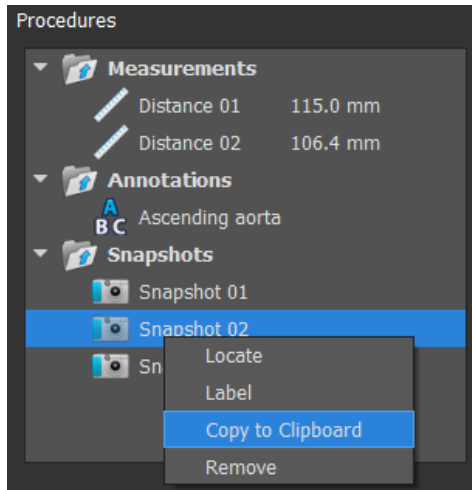 Procedures
Measurements
Distance 01 115.0 mm
Distance 02 106.4 mm
Annotations
A
B C Ascending aorta
Snapshots
Snapshot 01
Snapshot 02
Locate
Label
Copy to Clipboard
Remove